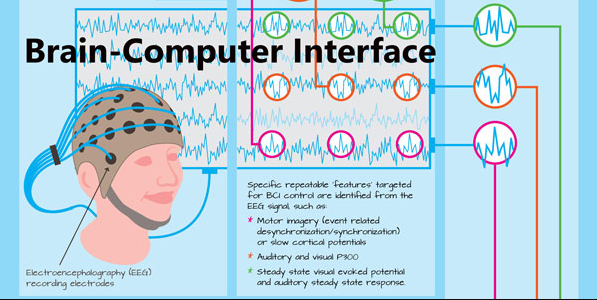 Brain-Computer Interface
Specific repeatable 'features' targeted
for BCI control are identified from the
EEG signal, such as:
* Motor imagery (event related
desynchronization/synchronization)
or slow cortical potentials
* Auditory and visual P300
* Steady state visual evoked potential
and auditory steady state response.
Electroencephalography (EEG)
recording electrodes